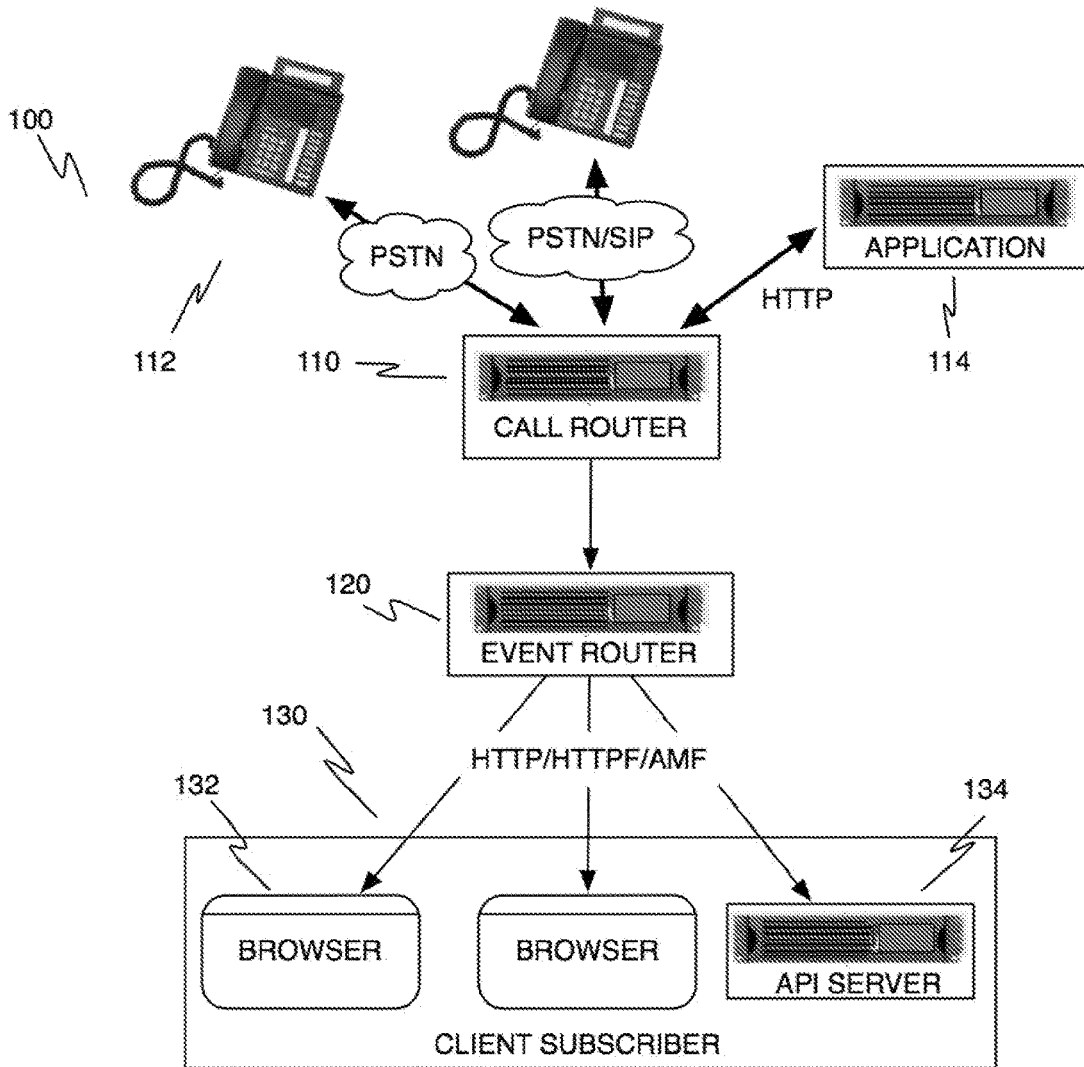 100
PSTN
PSTN/SIP
APPLICATION
HTTP
112
110
114
CALL ROUTER
120
EVENT ROUTER
130
HTTP/HTTPF/AMF
132
134
BROWSER
BROWSER
API SERVER
CLIENT SUBSCRIBER